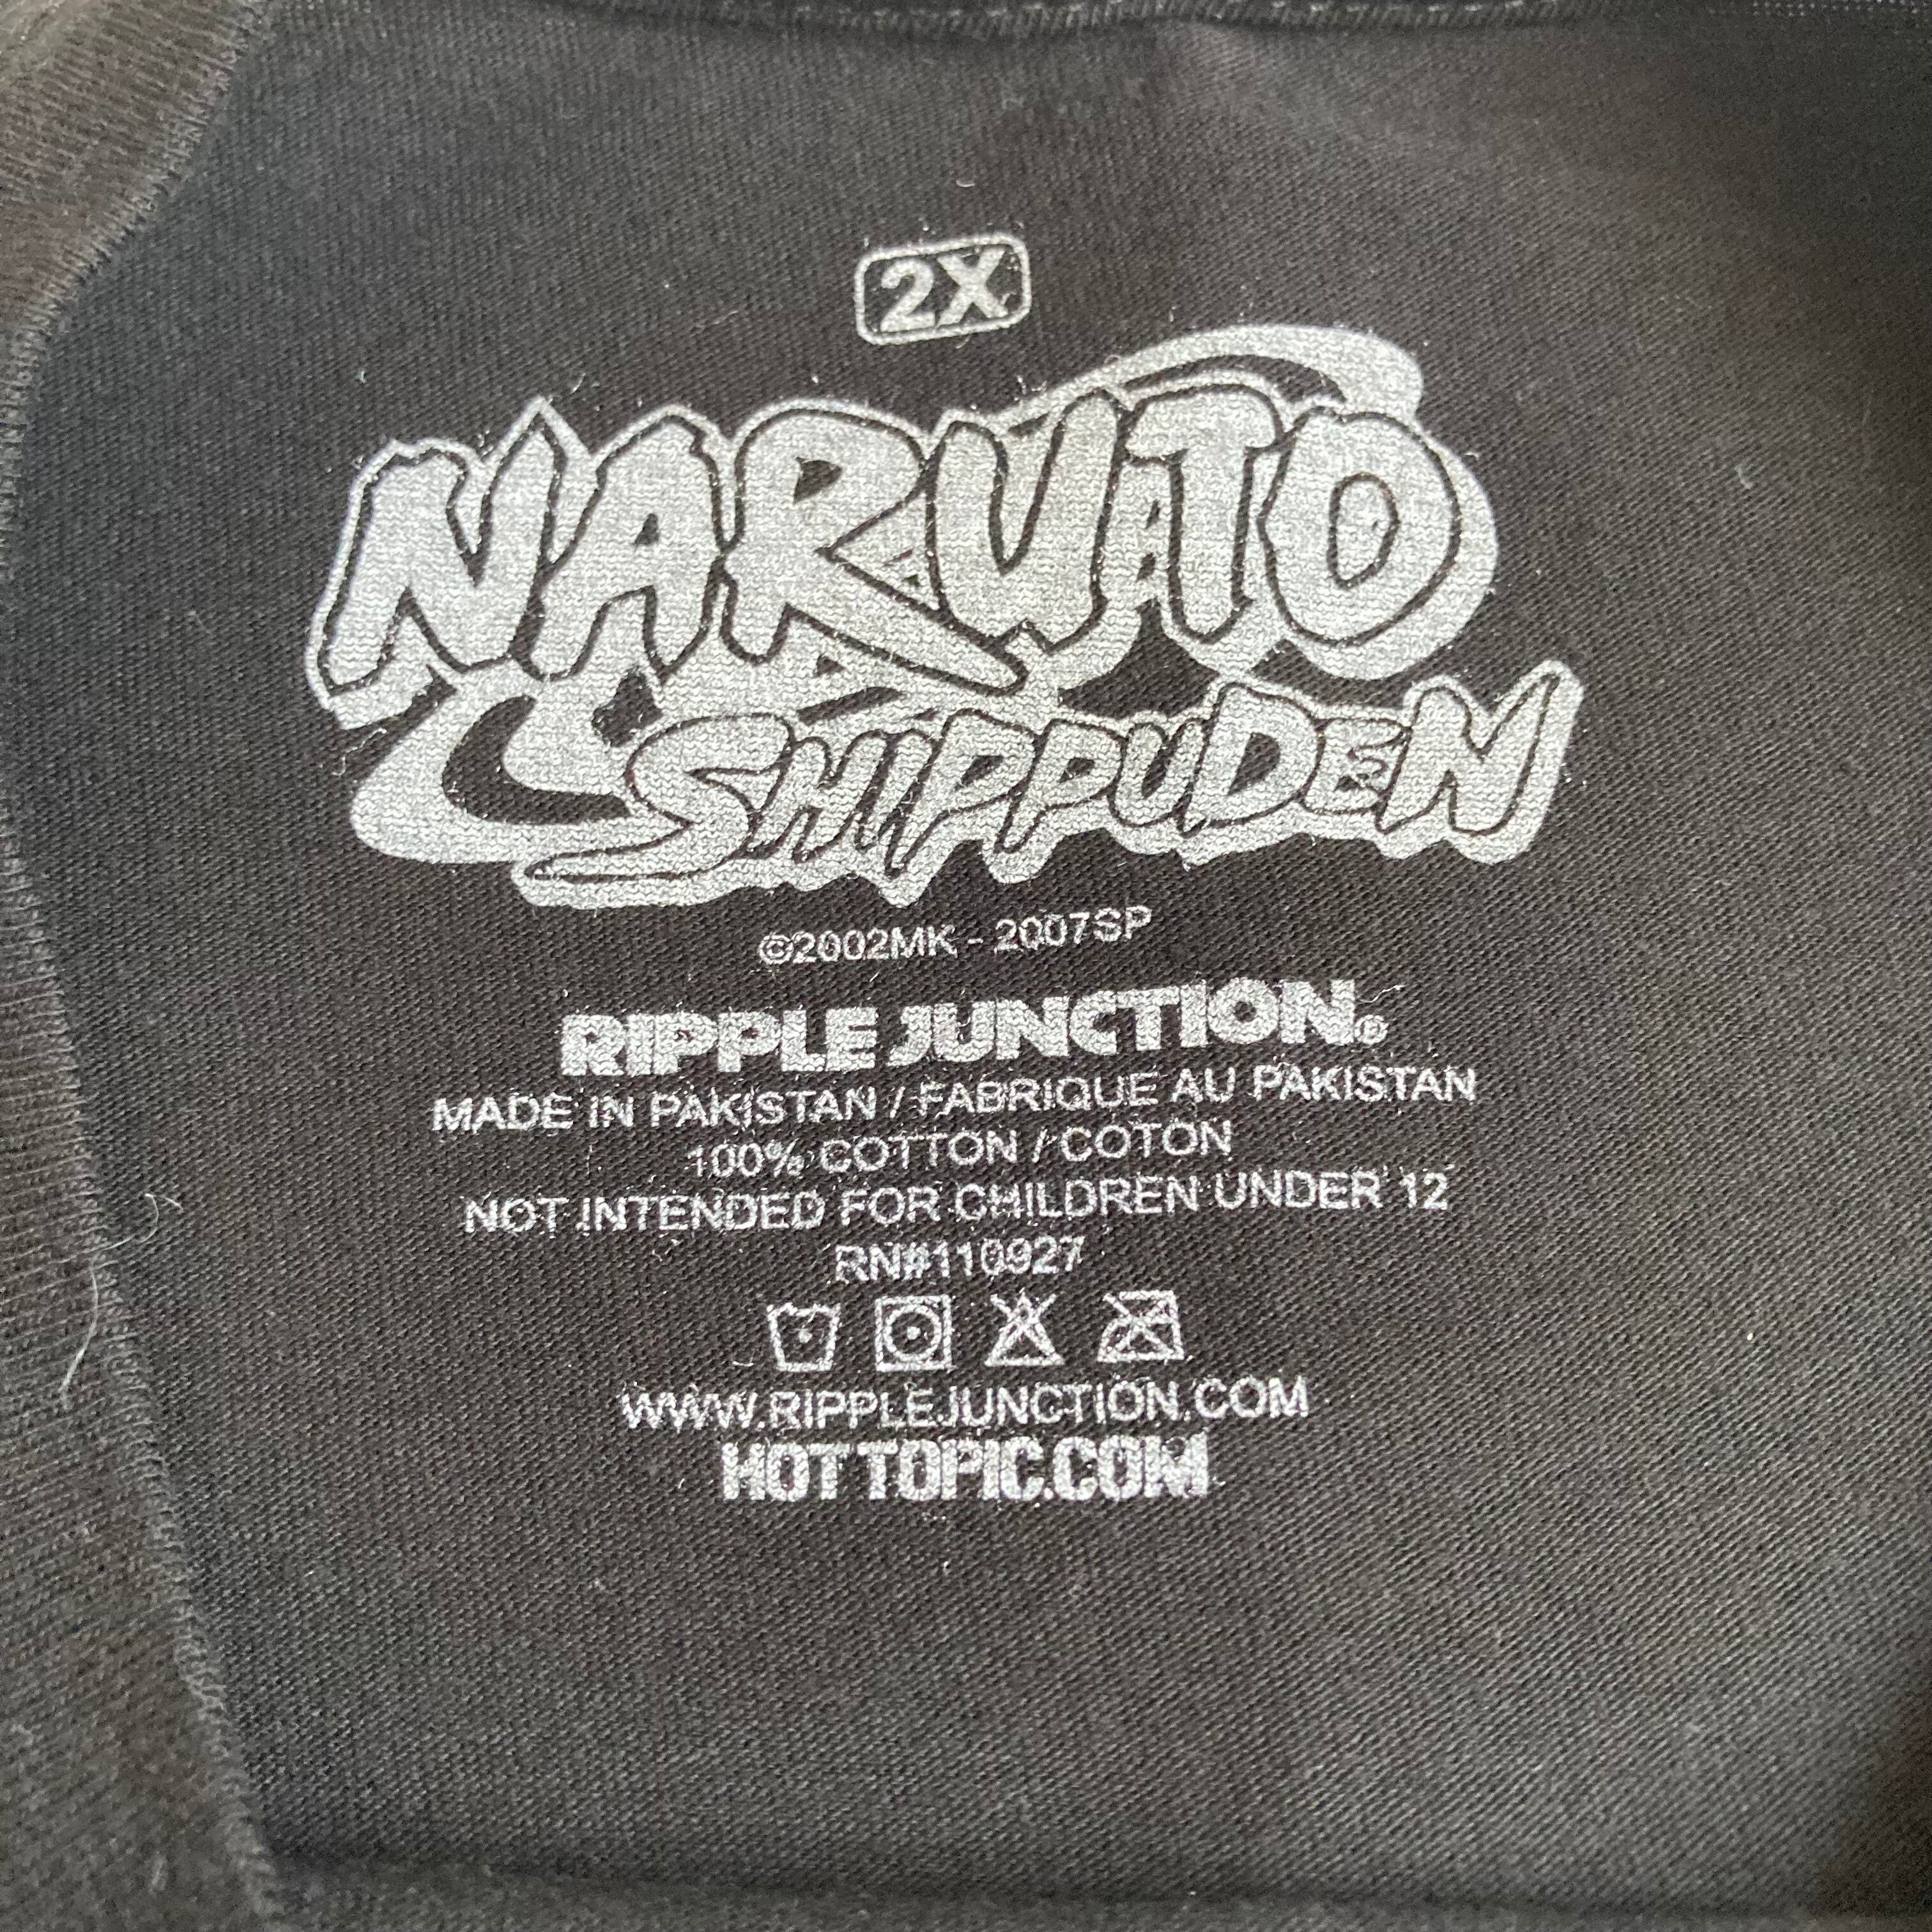 2X
NARUTO
SHIPPUDEN
©2002MK - 2007SP
RIPPLE JUNCTION®
MADE IN PAKISTAN / FABRIQUE AU PAKISTAN
100% COTTON / COTON
NOT INTENDED FOR CHILDREN UNDER 12
RN#110927
WWW.RIPPLEJUNCTION.COM
HOTTOPIC.COM